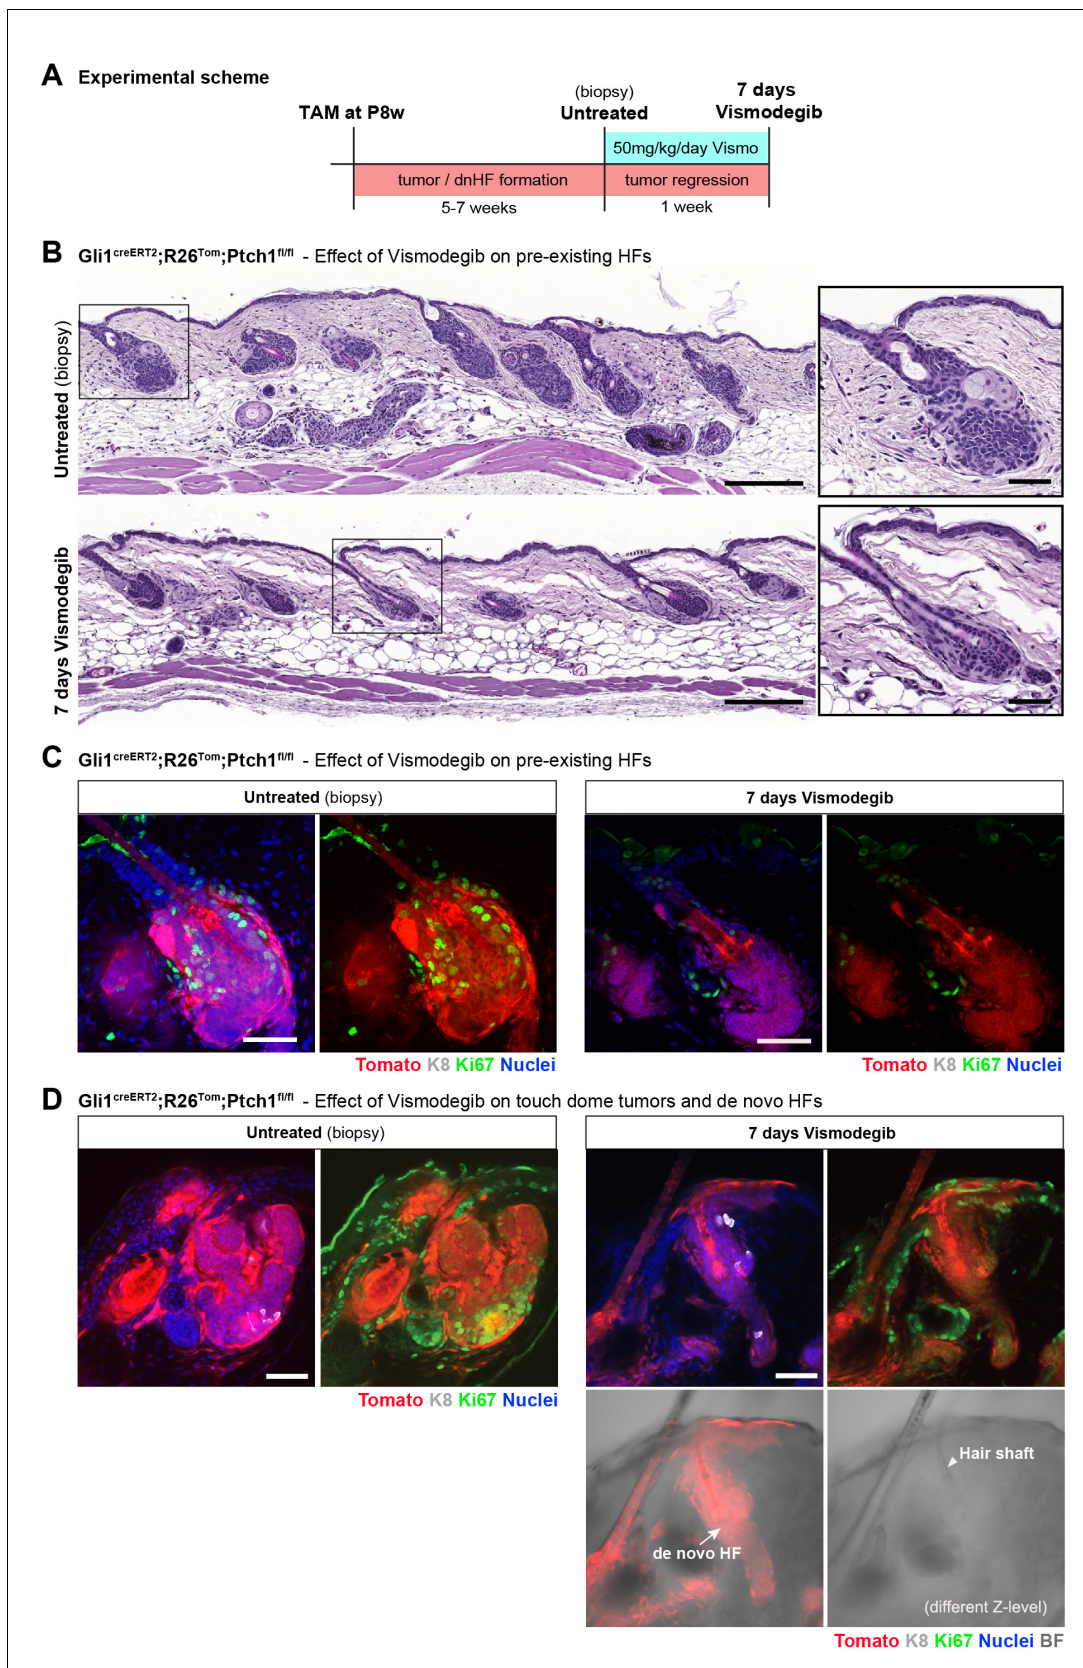 A Experimental scheme
TAM at P8w
(biopsy)
Untreated
7 days
Vismodegib
50mg/kg/day Vismo
tumor / dnHF formation
tumor regression
5-7 weeks
1 week
B Gli1creERT2;R26Tom;Ptch1fl/fl - Effect of Vismodegib on pre-existing HFs
Untreated (biopsy)
7 days Vismodegib
C Gli1creERT2;R26Tom;Ptch1fl/fl - Effect of Vismodegib on pre-existing HFs
Untreated (biopsy)
7 days Vismodegib
Tomato K8 Ki67 Nuclei
Tomato K8 Ki67 Nuclei
D Gli1creERT2;R26Tom;Ptch1fl/fl - Effect of Vismodegib on touch dome tumors and de novo HFs
Untreated (biopsy)
7 days Vismodegib
Tomato K8 Ki67 Nuclei
Hair shaft
de novo HF
(different Z-level)
Tomato K8 Ki67 Nuclei BF